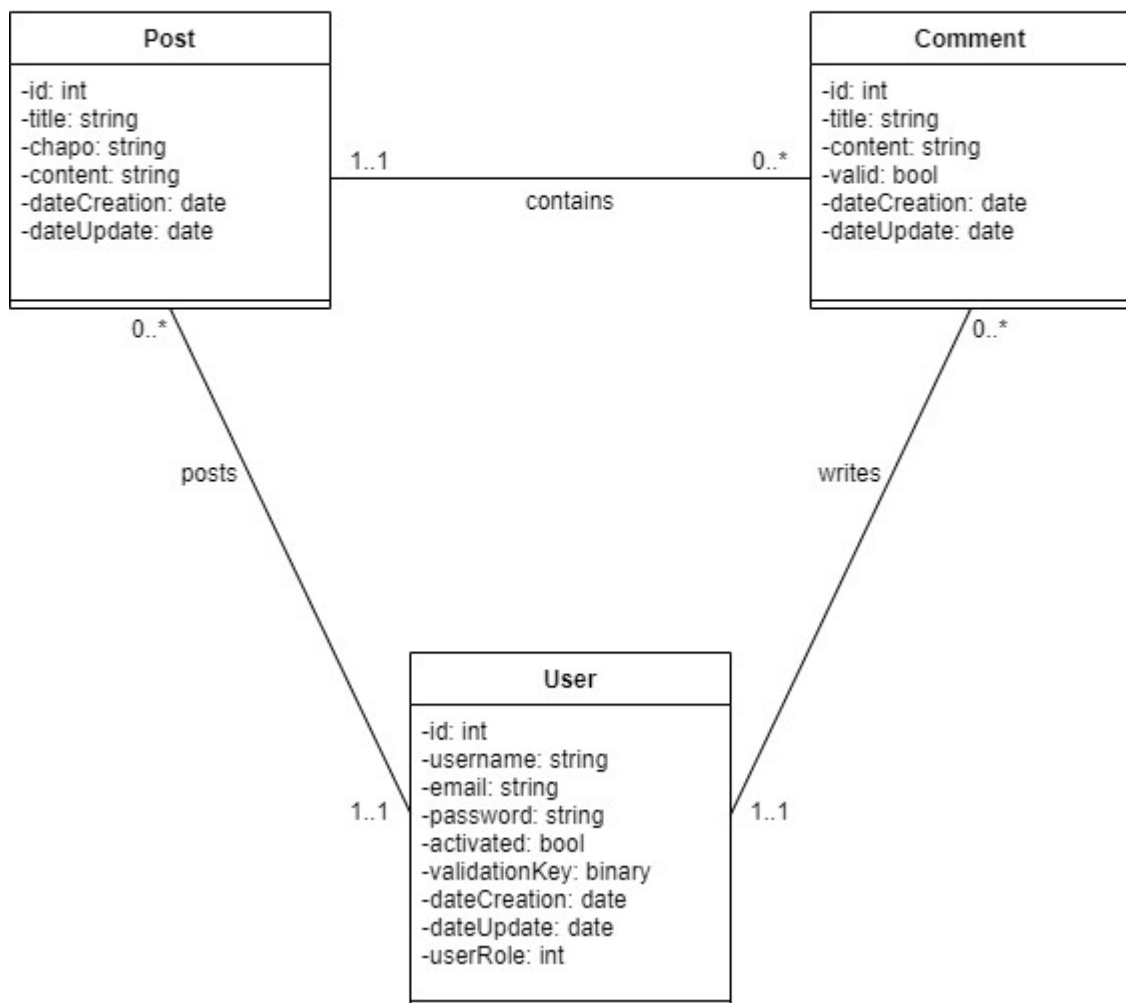 Post
-id: int
-title: string
-chapo: string
-content: string
-dateCreation: date
-dateUpdate: date
Comment
-id: int
-title: string
-content: string
-valid: bool
-dateCreation: date
-dateUpdate: date
1..1
0..*
contains
0..*
0..*
posts
writes
User
-id: int
-username: string
-email: string
-password: string
-activated: bool
-validationKey: binary
-dateCreation: date
-dateUpdate: date
-userRole: int
1..1
1..1